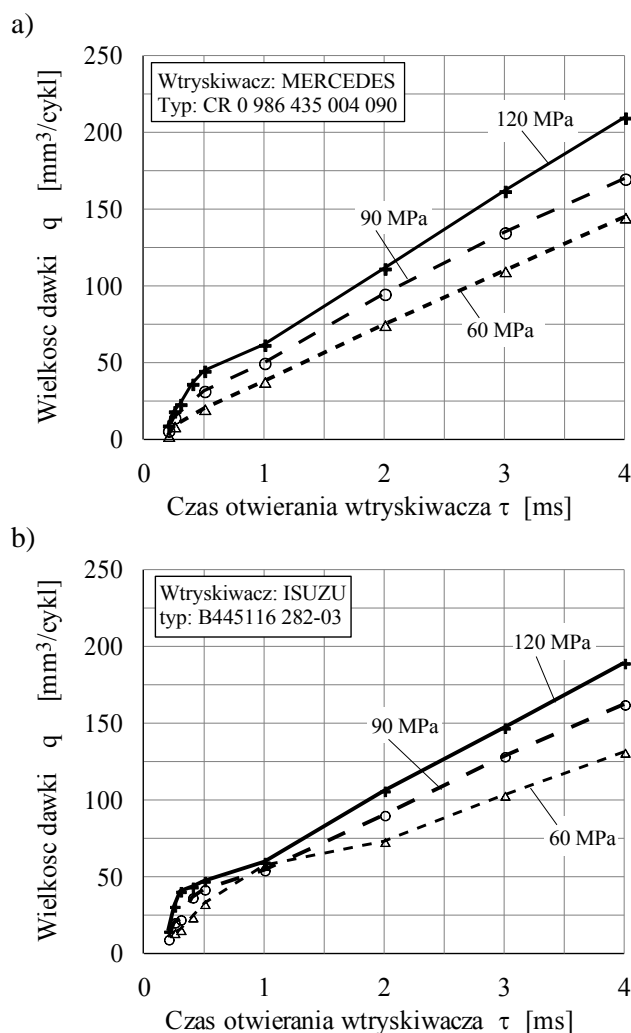 a)
Wielkosc dawki q [mm³/cykl]
250
200
150
100
50
0
Wtryskiwacz: MERCEDES
Typ: CR 0 986 435 004 090
120 MPa
90 MPa
60 MPa
0 1 2 3 4
Czas otwierania wtryskiwacza τ [ms]
b)
Wielkosc dawki q [mm³/cykl]
250
200
150
100
50
0
Wtryskiwacz: ISUZU
typ: B445116 282-03
120 MPa
90 MPa
60 MPa
0 1 2 3 4
Czas otwierania wtryskiwacza τ [ms]